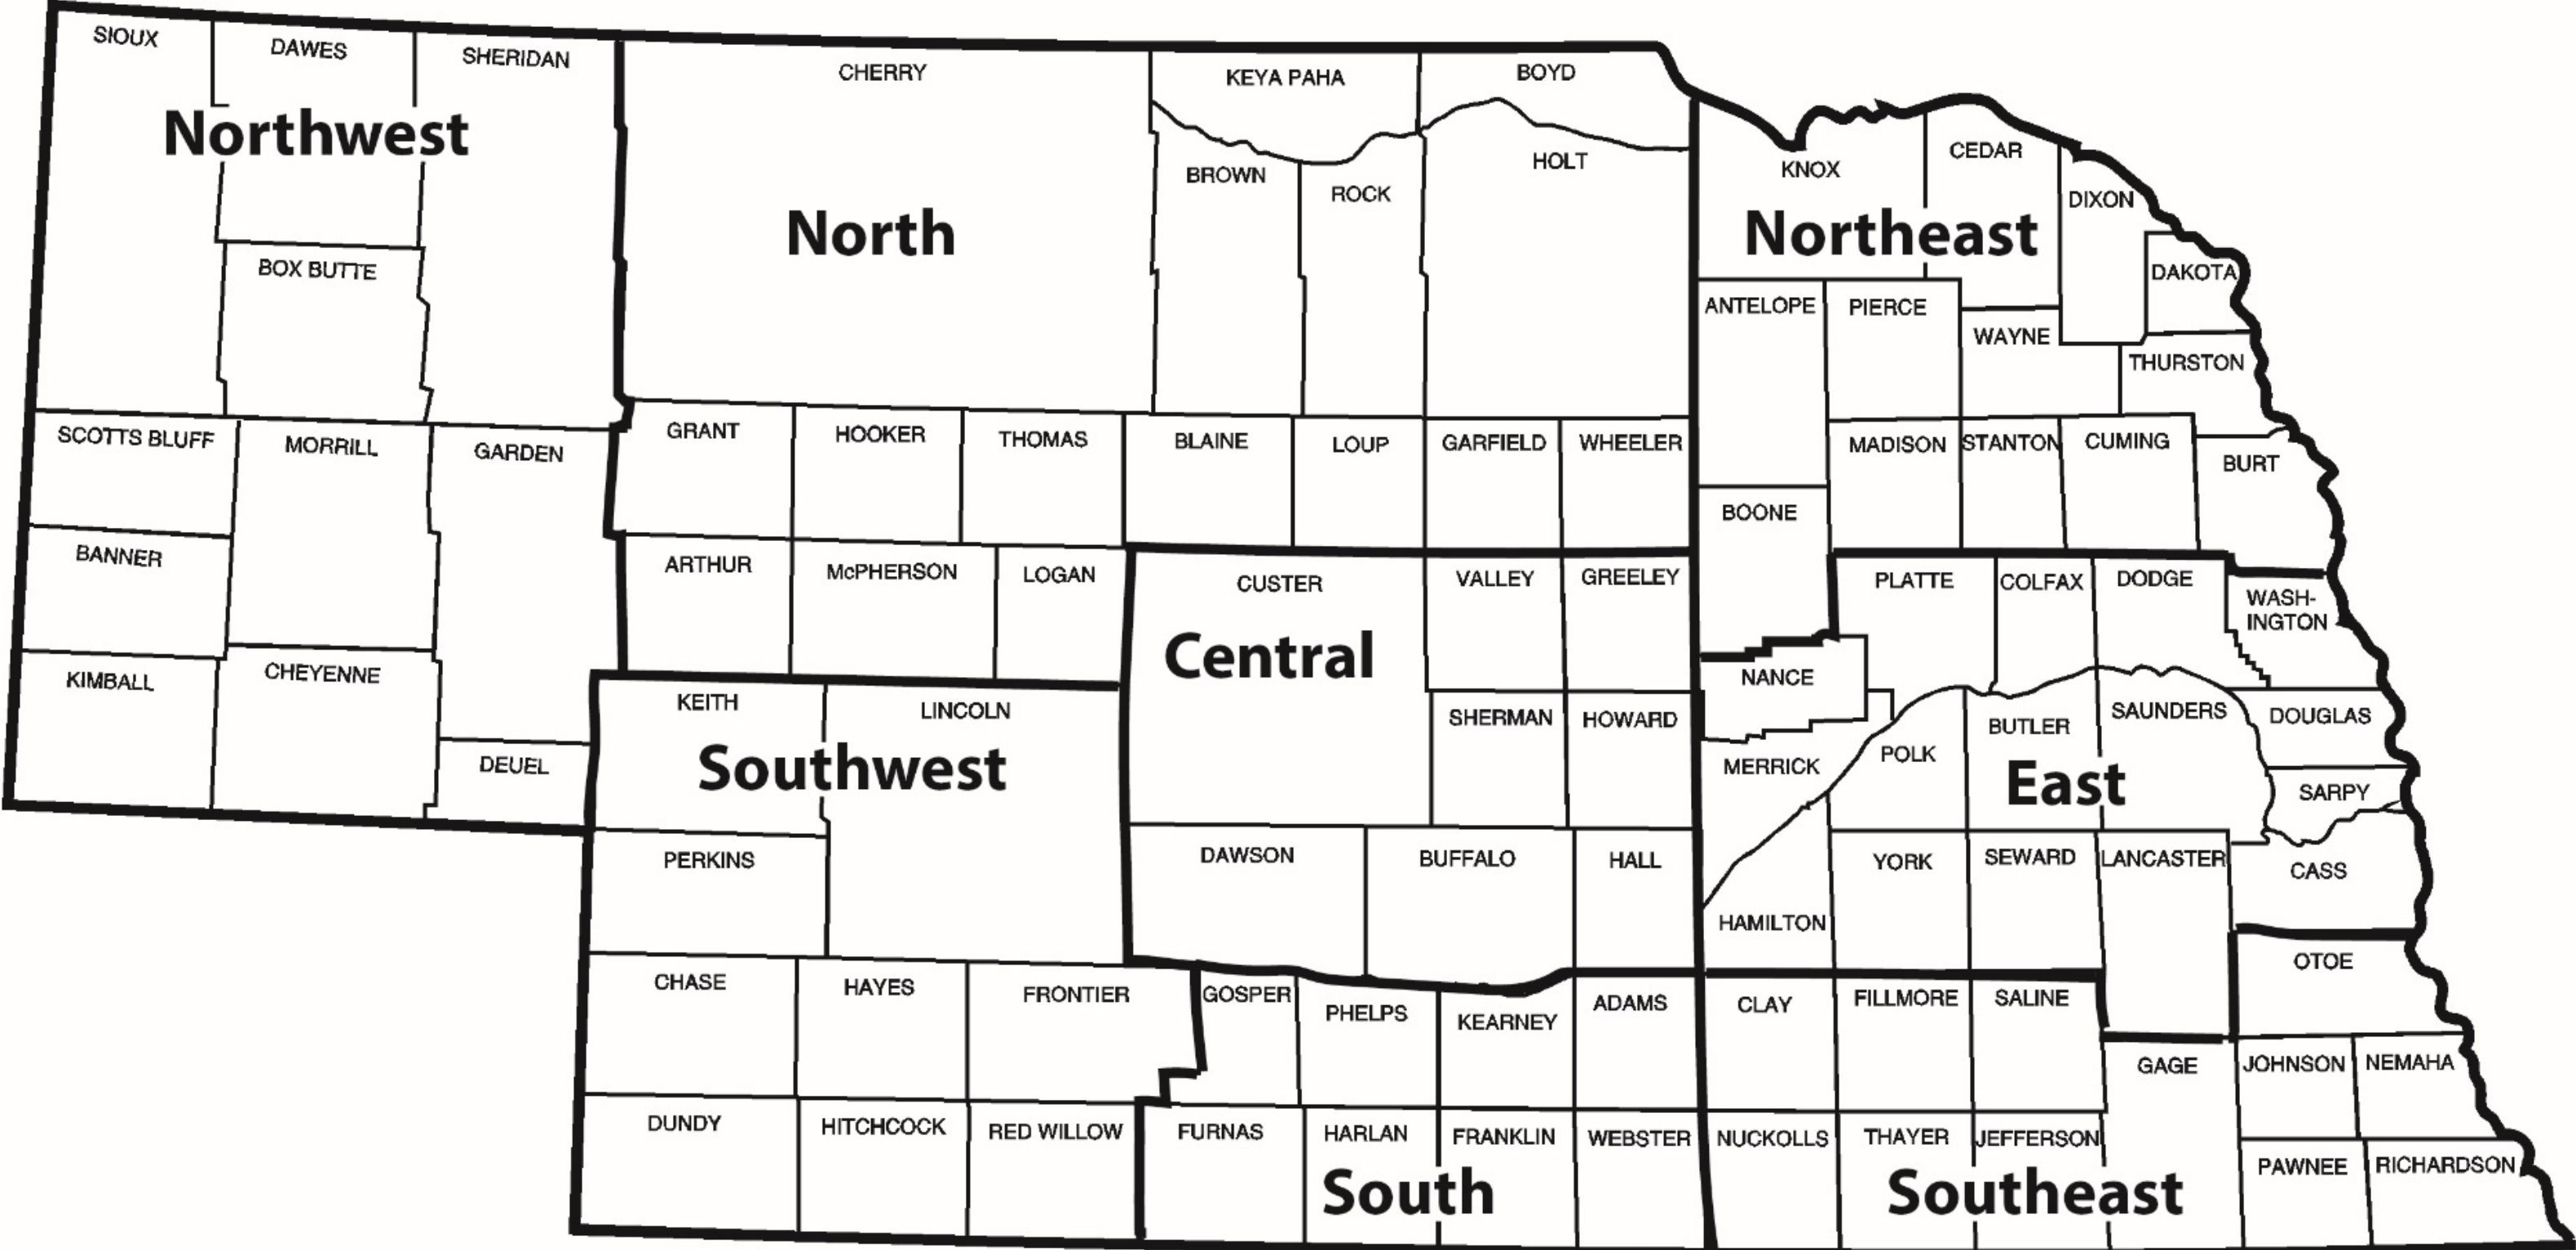 SIOUX
DAWES
SHERIDAN
Northwest
BOX BUTTE
SCOTTS BLUFF
MORRILL
GARDEN
BANNER
KIMBALL
CHEYENNE
DEUEL
CHERRY
KEYA PAHA
BOYD
BROWN
ROCK
HOLT
North
GRANT
HOOKER
THOMAS
BLAINE
LOUP
GARFIELD
WHEELER
ARTHUR
McPHERSON
LOGAN
KNOX
CEDAR
DIXON
Northeast
DAKOTA
ANTELOPE
PIERCE
WAYNE
THURSTON
MADISON
STANTON
CUMING
BURT
BOONE
CUSTER
VALLEY
GREELEY
Central
SHERMAN
HOWARD
DAWSON
BUFFALO
HALL
PLATTE
COLFAX
DODGE
WASH-
INGTON
NANCE
MERRICK
POLK
BUTLER
SAUNDERS
DOUGLAS
East
SARPY
HAMILTON
YORK
SEWARD
LANCASTER
CASS
KEITH
LINCOLN
Southwest
PERKINS
CHASE
HAYES
FRONTIER
DUNDY
HITCHCOCK
RED WILLOW
GOSPER
PHELPS
KEARNEY
ADAMS
FURNAS
HARLAN
FRANKLIN
WEBSTER
South
OTOE
CLAY
FILLMORE
SALINE
GAGE
JOHNSON
NEMAHA
NUCKOLLS
THAYER
JEFFERSON
PAWNEE
RICHARDSON
Southeast